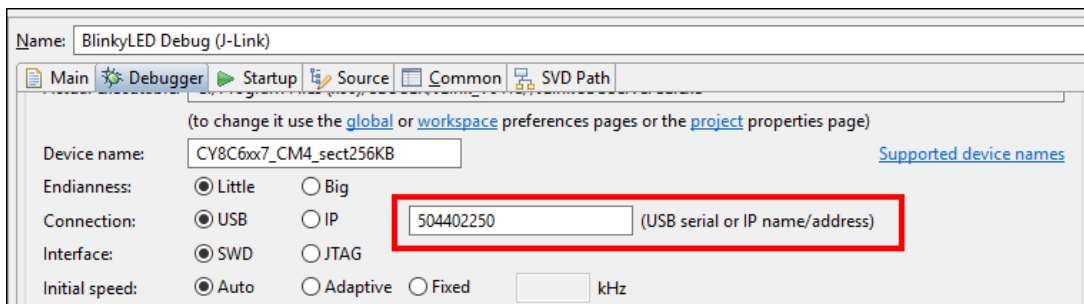 Name: BlinkyLED Debug (J-Link)
Main Debugger Startup Source Common SVD Path
(to change it use the global or workspace preferences pages or the project properties page)
Device name: CY8C6xx7_CM4_sect256KB Supported device names
Endianness: Little Big
Connection: USB IP 504402250 (USB serial or IP name/address)
Interface: SWD JTAG
Initial speed: Auto Adaptive Fixed kHz